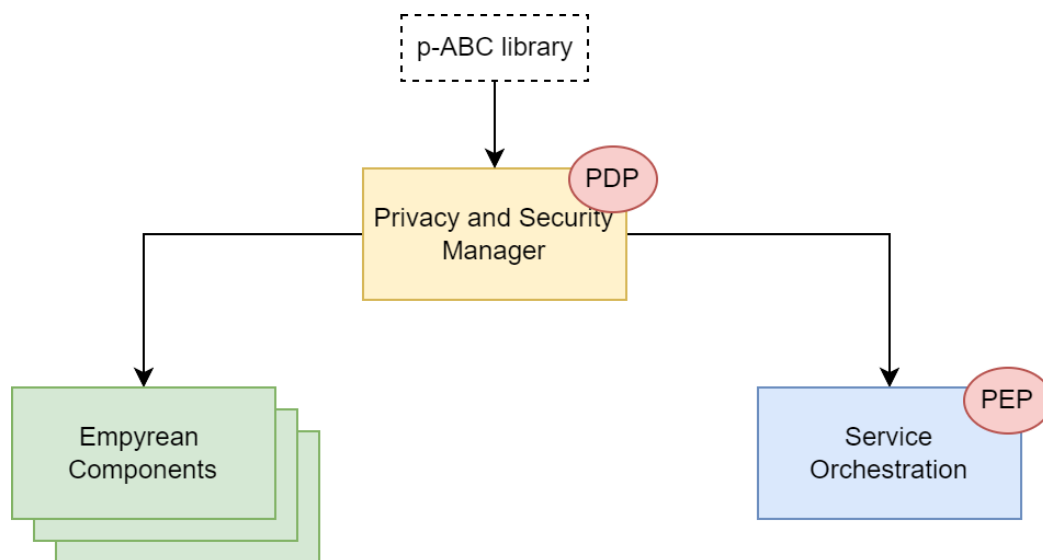 p-ABC library
PDP
Privacy and Security
Manager
Empyrean
Components
PEP
Service
Orchestration